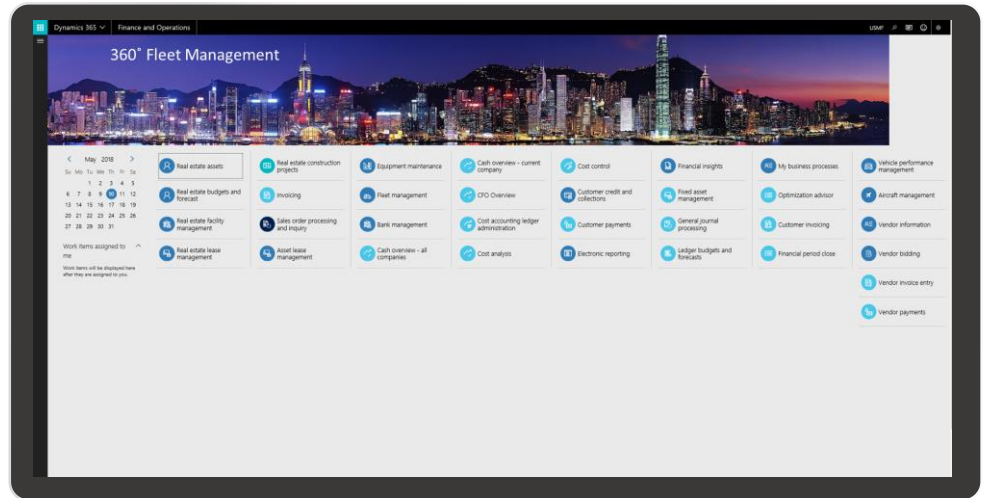 Dynamics 365
Finance and Operations
USMF
360° Fleet Management
May 2018
Su Mo Tu We Th Fr Sa
1 2 3 4 5
6 7 8 9 10 11 12
13 14 15 16 17 18 19
20 21 22 23 24 25 26
27 28 29 30 31
Work items assigned to
me
Work items will be displayed here
after they are assigned to you.
Real estate assets
Real estate budgets and
forecast
Real estate facility
management
Real estate lease
management
Real estate construction
projects
Invoicing
Sales order processing
and inquiry
Asset lease
management
Equipment maintenance
Fleet management
Bank management
Cash overview - all
companies
Cash overview - current
company
CFO Overview
Cost accounting ledger
administration
Cost analysis
Cost control
Customer credit and
collections
Customer payments
Electronic reporting
Financial insights
Fixed asset
management
General journal
processing
Ledger budgets and
forecasts
My business processes
Optimization advisor
Customer invoicing
Financial period close
Vehicle performance
management
Aircraft management
Vendor information
Vendor bidding
Vendor invoice entry
Vendor payments